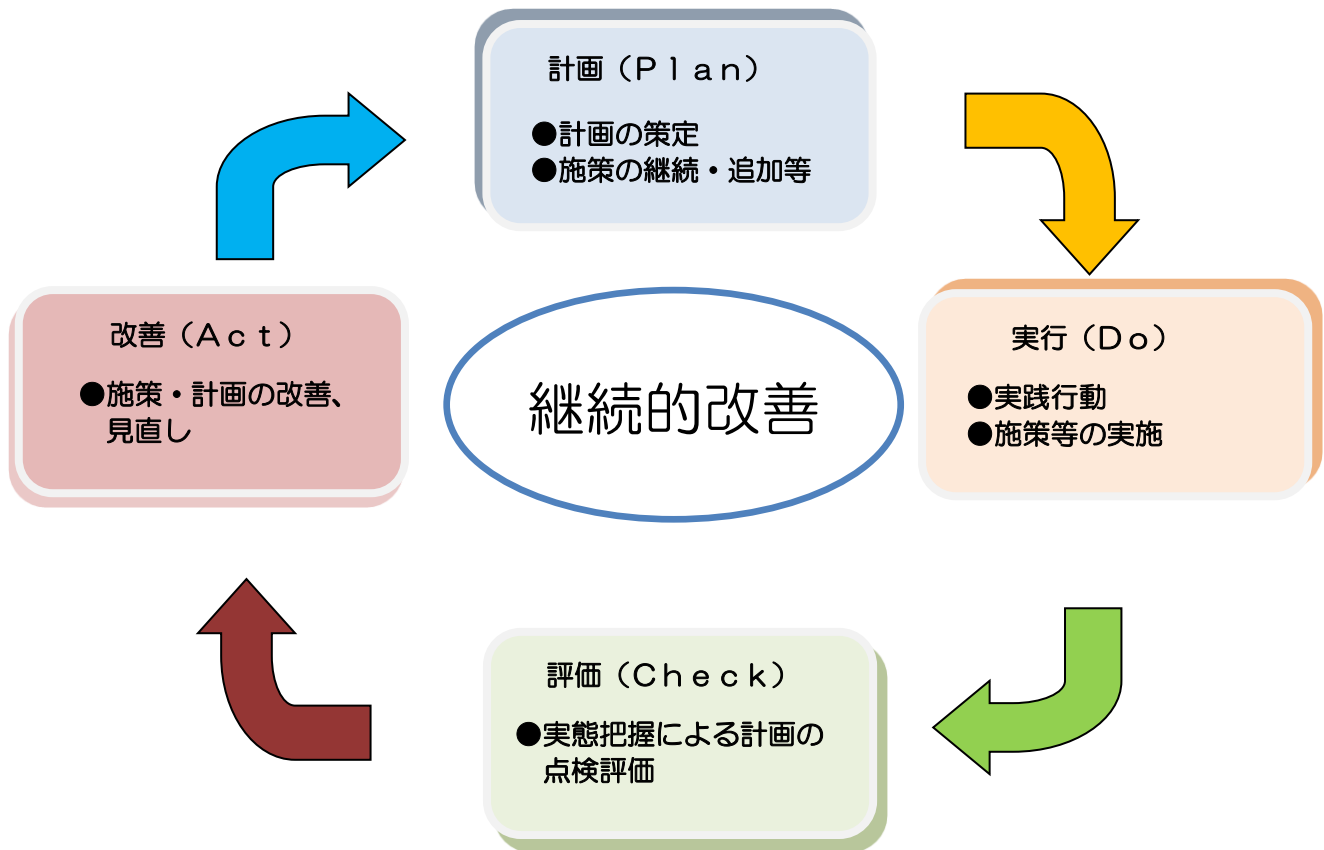 計画（Ｐｌａｎ）
●計画の策定
●施策の継続・追加等
実行（Ｄｏ）
●実践行動
●施策等の実施
評価（Ｃｈｅｃｋ）
●実態把握による計画の
点検評価
改善（Ａｃｔ）
●施策・計画の改善、
見直し
継続的改善